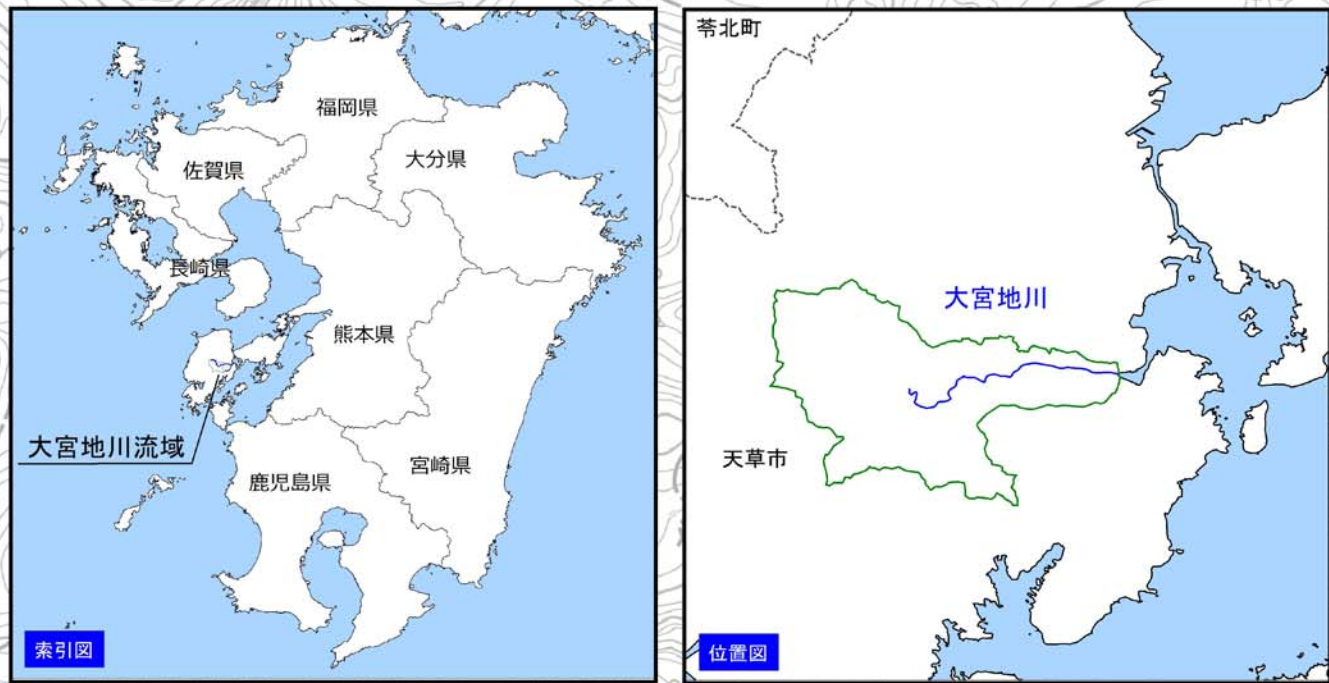 福岡県
佐賀県
大分県
長崎県
熊本県
大宮地川流域
宮崎県
鹿児島県
索引図
苓北町
大宮地川
天草市
位置図